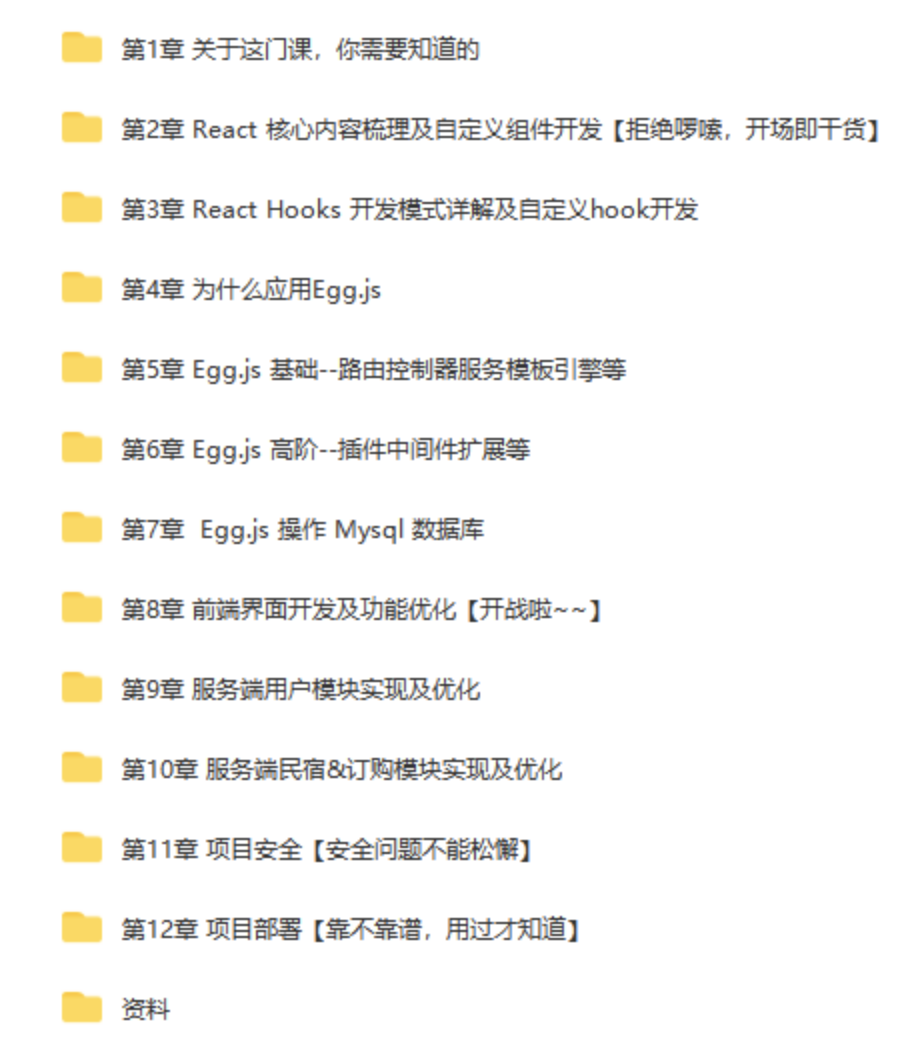 第1章 关于这门课，你需要知道的
第2章 React 核心内容梳理及自定义组件开发【拒绝啰嗦，开场即干货】
第3章 React Hooks 开发模式详解及自定义hook开发
第4章 为什么应用Egg.js
第5章 Egg.js 基础--路由控制器服务模板引擎等
第6章 Egg.js 高阶--插件中间件扩展等
第7章  Egg.js 操作 Mysql 数据库
第8章 前端界面开发及功能优化【开战啦~~】
第9章 服务端用户模块实现及优化
第10章 服务端民宿&订购模块实现及优化
第11章 项目安全【安全问题不能松懈】
第12章 项目部署【靠不靠谱，用过才知道】
资料